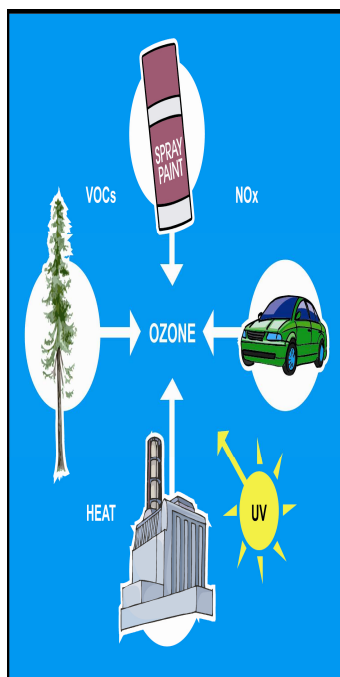 SPRAY
PAINT
VOCs
NOx
OZONE
HEAT
UV